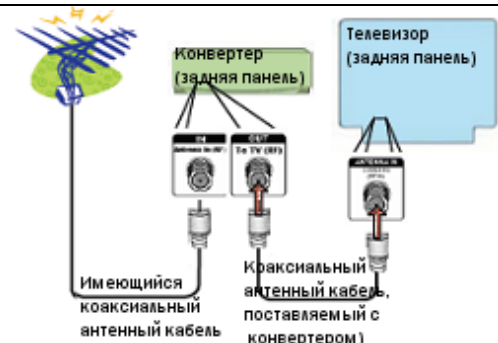 Конвертер
(задняя панель)
Телевизор
(задняя панель)
IN
Antenna In (RF)
OUT
To TV (RF)
ANTENNA IN
Имеющийся
коаксиальный
антенный кабель
Коаксиальный
антенный кабель,
поставляемый с
конвертером)